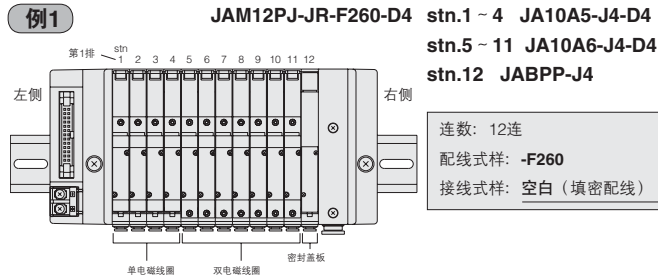 例1
JAM12PJ-JR-F260-D4 stn.1 ~ 4 JA10A5-J4-D4
stn.5 ~ 11 JA10A6-J4-D4
stn.12 JABPP-J4
第1排 stn
1 2 3 4 5 6 7 8 9 10 11 12
左侧
右侧
连数: 12连
配线式样: -F260
接线式样: 空白（填密配线）
单电磁线圈
双电磁线圈
密封盖板